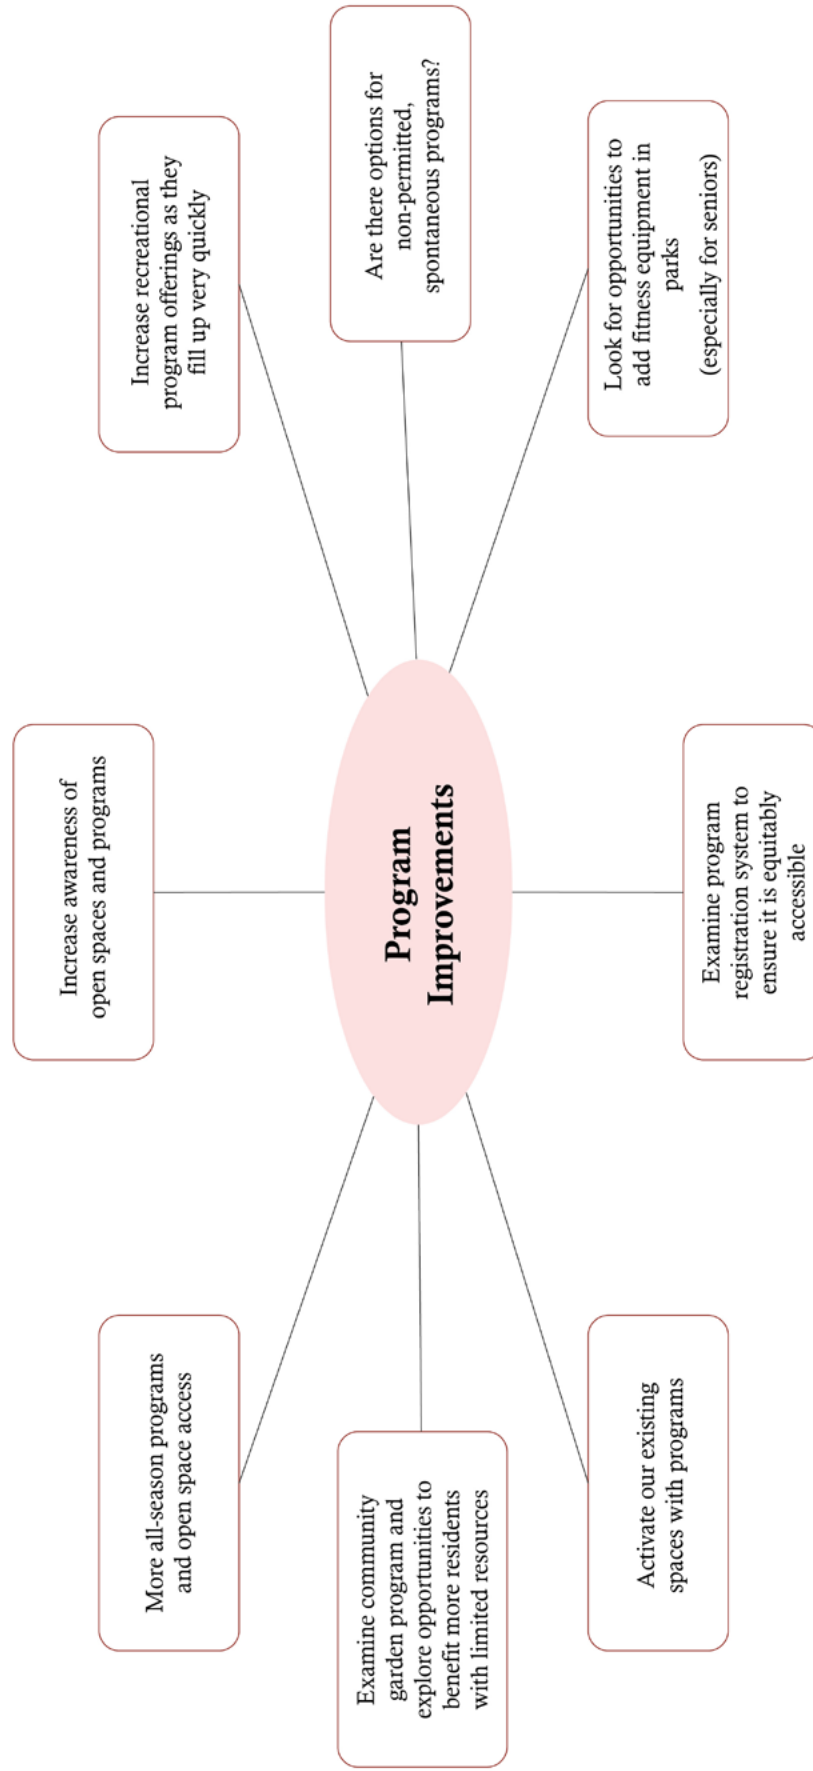 More all-season programs
and open space access
Increase awareness of
open spaces and programs
Increase recreational
program offerings as they
fill up very quickly
Examine community
garden program and
explore opportunities to
benefit more residents
with limited resources
Program
Improvements
Are there options for
non-permitted,
spontaneous programs?
Activate our existing
spaces with programs
Examine program
registration system to
ensure it is equitably
accessible
Look for opportunities to
add fitness equipment in
parks
(especially for seniors)